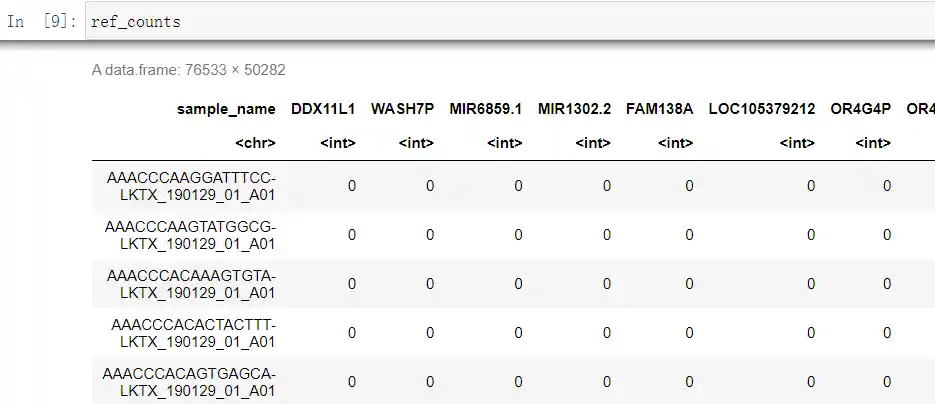 In [9]: ref_counts
A data.frame: 76533 × 50282
sample_name DDX11L1 WASH7P MIR6859.1 MIR1302.2 FAM138A LOC105379212 OR4G4P OR4
<chr> <int> <int> <int> <int> <int> <int> <int>
AAACCCAAGGATTTCC-
LKTX_190129_01_A01 0 0 0 0 0 0 0
AAACCCAAGTATGGCG-
LKTX_190129_01_A01 0 0 0 0 0 0 0
AAACCCACAAAGTGTA-
LKTX_190129_01_A01 0 0 0 0 0 0 0
AAACCCACACTACTTT-
LKTX_190129_01_A01 0 0 0 0 0 0 0
AAACCCACAGTGAGCA-
LKTX_190129_01_A01 0 0 0 0 0 0 0